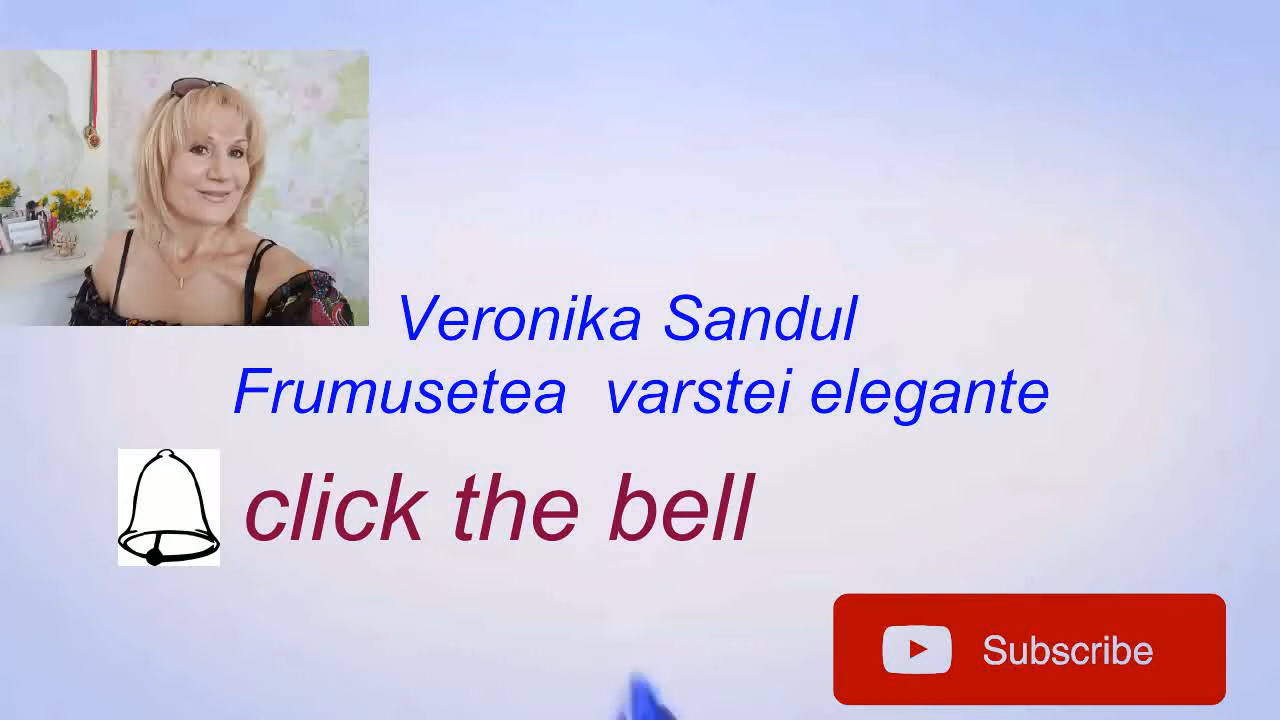 Veronika Sandul
Frumusetea varstei elegante
click the bell
Subscribe